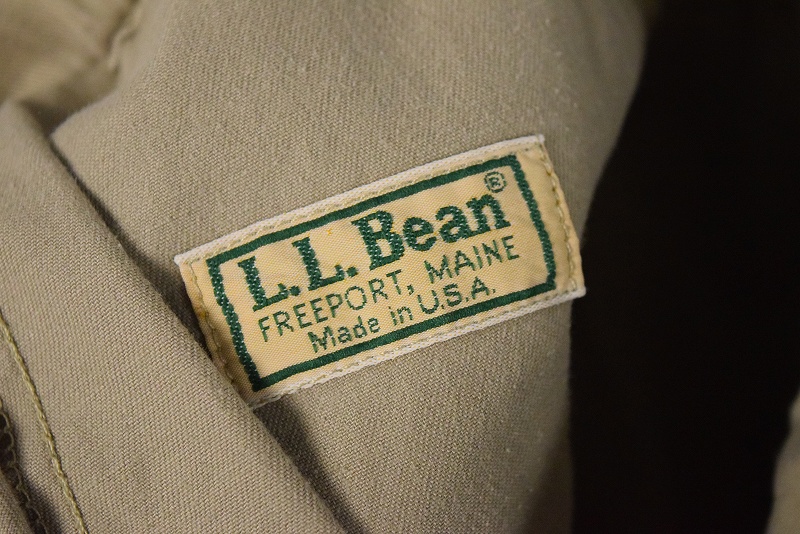 L.L.Bean®
FREEPORT, MAINE
Made in U.S.A.